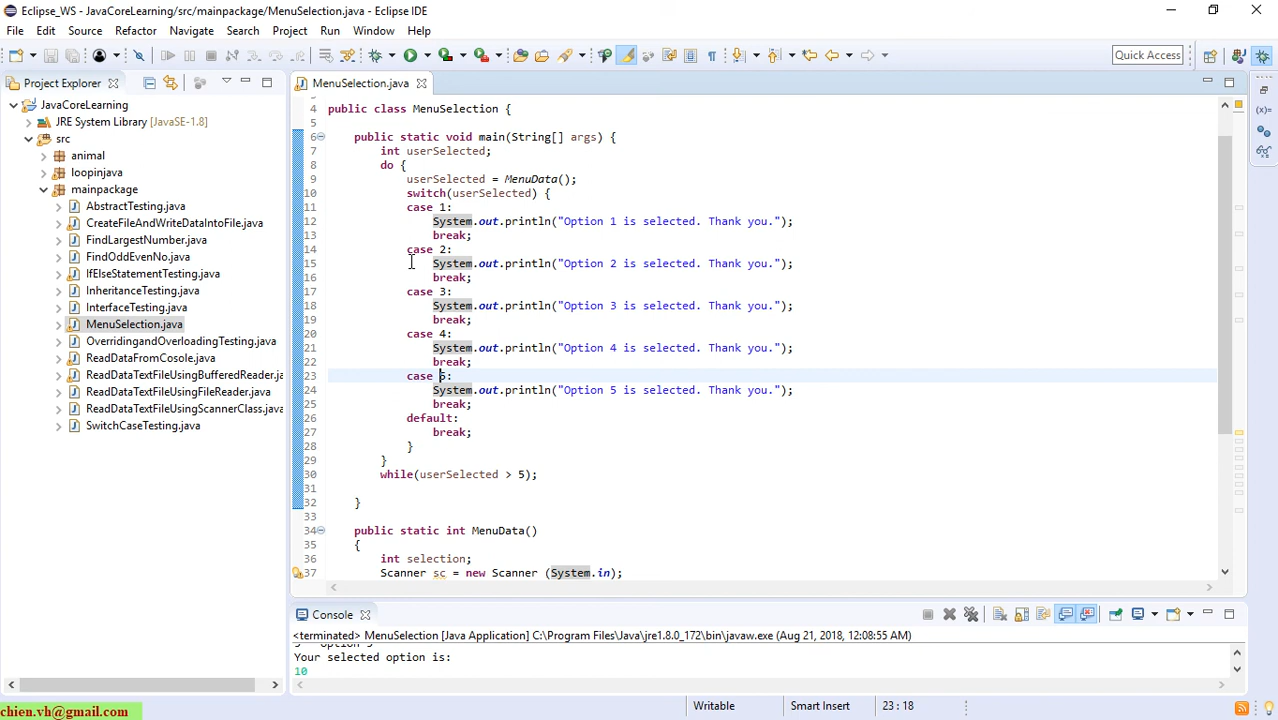 Eclipse_WS - JavaCoreLearning/src/mainpackage/MenuSelection.java - Eclipse IDE
File Edit Source Refactor Navigate Search Project Run Window Help
Quick Access
Project Explorer
JavaCoreLearning
JRE System Library [JavaSE-1.8]
src
animal
loopinjava
mainpackage
AbstractTesting.java
CreateFileAndWriteDataIntoFile.java
FindLargestNumber.java
FindOddEvenNo.java
IfElseStatementTesting.java
InheritanceTesting.java
InterfaceTesting.java
MenuSelection.java
OverridingandOverloadingTesting.java
ReadDataFromCosole.java
ReadDataTextFileUsingBufferedReader.ja
ReadDataTextFileUsingFileReader.java
ReadDataTextFileUsingScannerClass.java
SwitchCaseTesting.java
MenuSelection.java
4 public class MenuSelection {
5
6 public static void main(String[] args) {
7 int userSelected;
8 do {
9 userSelected = MenuData();
10 switch(userSelected) {
11 case 1:
12 System.out.println("Option 1 is selected. Thank you.");
13 break;
14 case 2:
15 System.out.println("Option 2 is selected. Thank you.");
16 break;
17 case 3:
18 System.out.println("Option 3 is selected. Thank you.");
19 break;
20 case 4:
21 System.out.println("Option 4 is selected. Thank you.");
22 break;
23 case 5:
24 System.out.println("Option 5 is selected. Thank you.");
25 break;
26 default:
27 break;
28 }
29 }
30 while(userSelected > 5);
31
32 }
33
34 public static int MenuData()
35 {
36 int selection;
37 Scanner sc = new Scanner (System.in);
Console
<terminated> MenuSelection [Java Application] C:\Program Files\Java\jre1.8.0_172\bin\javaw.exe (Aug 21, 2018, 12:08:55 AM)
Your selected option is:
10
Writable Smart Insert 23 : 18
chien.vh@gmail.com